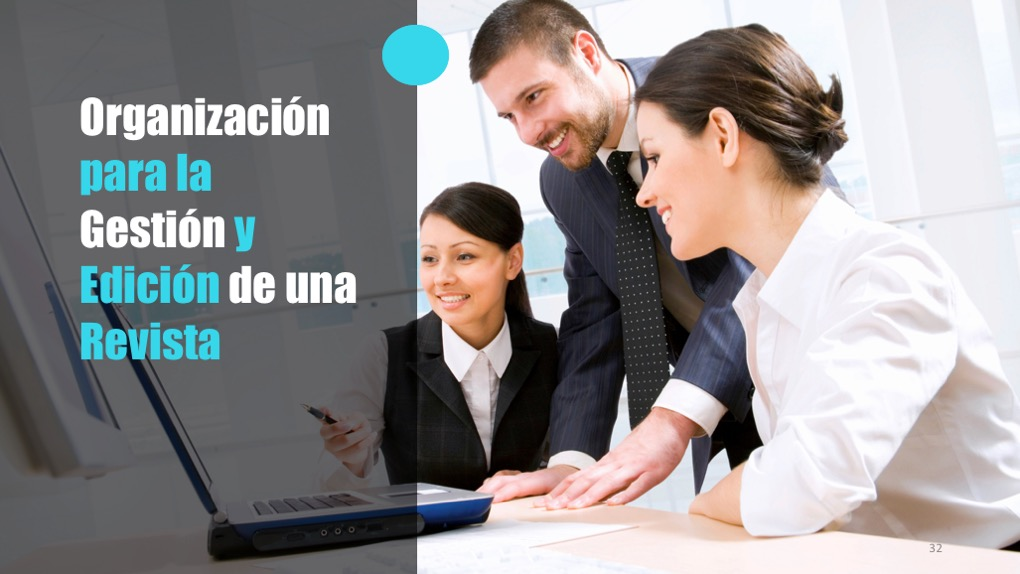 Organización
para la
Gestión y
Edición de una
Revista
32